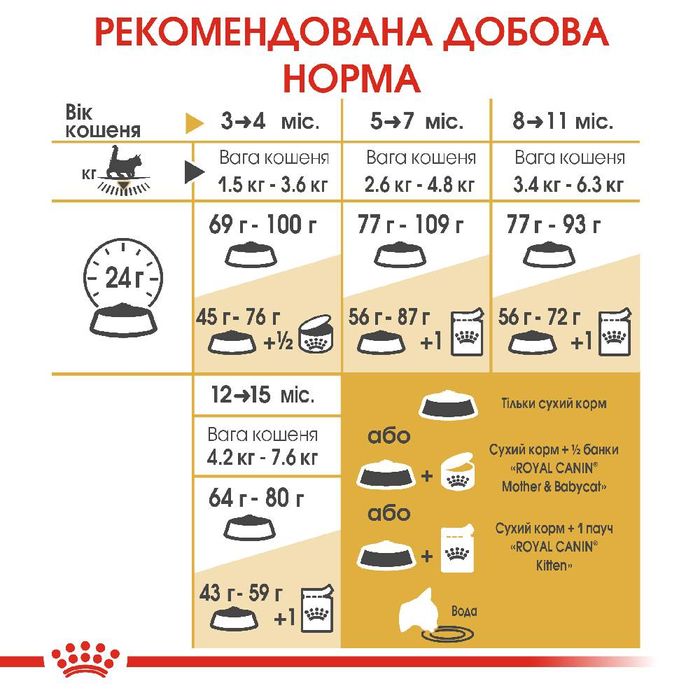 РЕКОМЕНДОВАНА ДОБОВА
НОРМА
Вік
кошеня
3→4 міс.
5→7 міс.
8→11 міс.
кг
Вага кошеня
1.5 кг - 3.6 кг
Вага кошеня
2.6 кг - 4.8 кг
Вага кошеня
3.4 кг - 6.3 кг
24 г
69 г - 100 г
77 г - 109 г
77 г - 93 г
45 г - 76 г
+½
56 г - 87 г
+1
56 г - 72 г
+1
12→15 міс.
Вага кошеня
4.2 кг - 7.6 кг
64 г - 80 г
43 г - 59 г
+1
Тільки сухий корм
або
+
Сухий корм + ½ банки
«ROYAL CANIN®
Mother & Babycat»
або
+
Сухий корм + 1 пауч
«ROYAL CANIN®
Kitten»
Вода